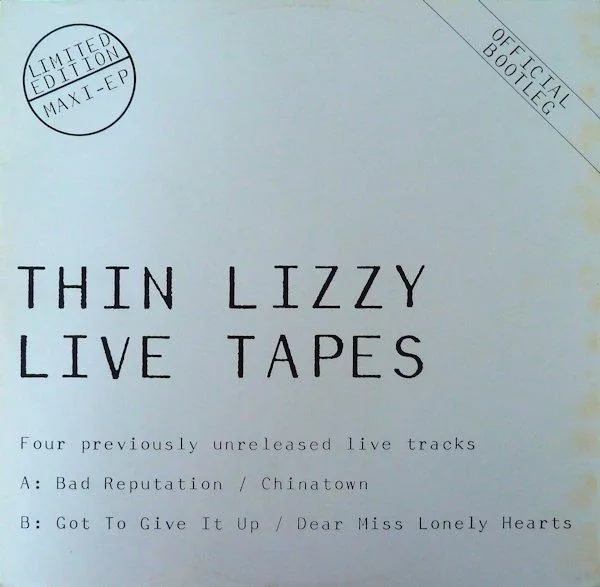 LIMITED
EDITION
MAXI-EP
OFFICIAL
BOOTLEG
THIN LIZZY
LIVE TAPES
Four previously unreleased live tracks
A: Bad Reputation / Chinatown
B: Got To Give It Up / Dear Miss Lonely Hearts